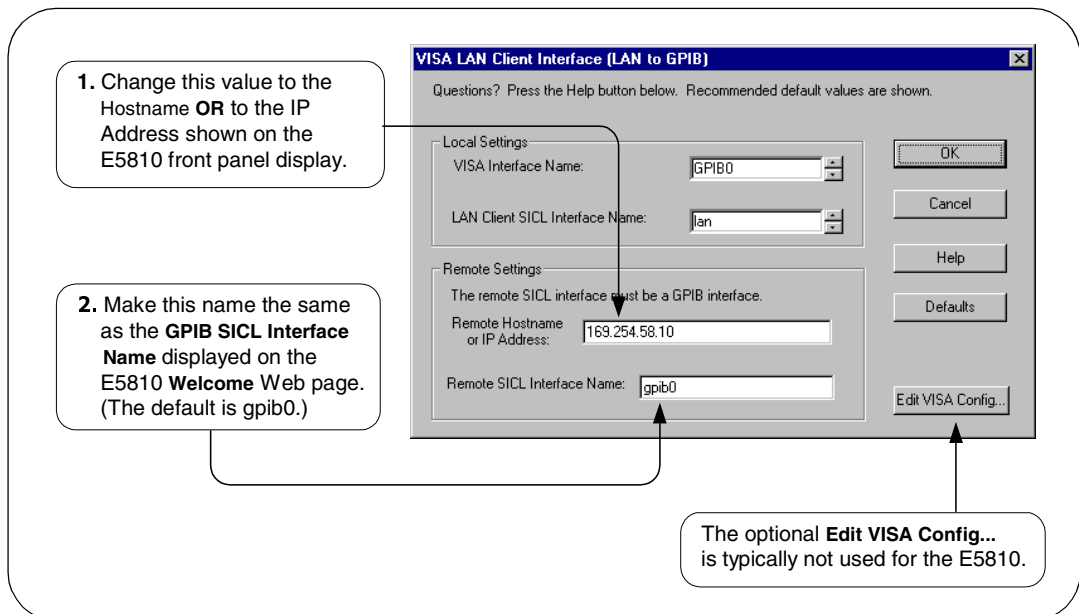 1. Change this value to the
Hostname OR to the IP
Address shown on the
E5810 front panel display.
2. Make this name the same
as the GPIB SICL Interface
Name displayed on the
E5810 Welcome Web page.
(The default is gpib0.)
VISA LAN Client Interface (LAN to GPIB)
Questions? Press the Help button below. Recommended default values are shown.
Local Settings
VISA Interface Name:
GPIB0
LAN Client SICL Interface Name:
lan
Remote Settings
The remote SICL interface must be a GPIB interface.
Remote Hostname
or IP Address:
169.254.58.10
Remote SICL Interface Name:
gpib0
OK
Cancel
Help
Defaults
Edit VISA Config...
The optional Edit VISA Config...
is typically not used for the E5810.